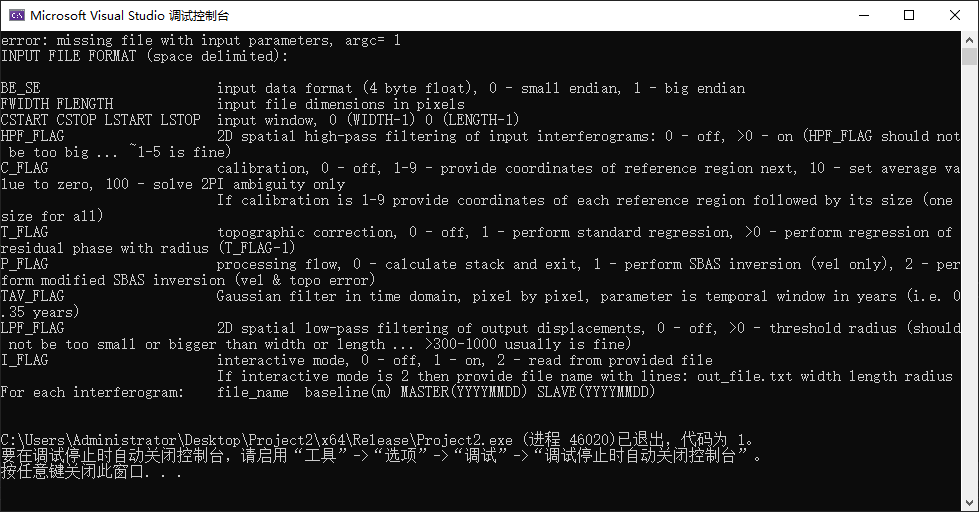 Microsoft Visual Studio 调试控制台
error: missing file with input parameters, argc= 1
INPUT FILE FORMAT (space delimited):
BE_SE input data format (4 byte float), 0 - small endian, 1 - big endian
FWIDTH FLENGTH input file dimensions in pixels
CSTART CSTOP LSTART LSTOP input window, 0 (WIDTH-1) 0 (LENGTH-1)
HPF_FLAG 2D spatial high-pass filtering of input interferograms: 0 - off, >0 - on (HPF_FLAG should not
be too big ... ~1-5 is fine)
C_FLAG calibration, 0 - off, 1-9 - provide coordinates of reference region next, 10 - set average va
lue to zero, 100 - solve 2PI ambiguity only
If calibration is 1-9 provide coordinates of each reference region followed by its size (one
size for all)
T_FLAG topographic correction, 0 - off, 1 - perform standard regression, >0 - perform regression of
residual phase with radius (T_FLAG-1)
P_FLAG processing flow, 0 - calculate stack and exit, 1 - perform SBAS inversion (vel only), 2 - per
form modified SBAS inversion (vel & topo error)
TAV_FLAG Gaussian filter in time domain, pixel by pixel, parameter is temporal window in years (i.e. 0
.35 years)
LPF_FLAG 2D spatial low-pass filtering of output displacements, 0 - off, >0 - threshold radius (should
not be too small or bigger than width or length ... >300-1000 usually is fine)
I_FLAG interactive mode, 0 - off, 1 - on, 2 - read from provided file
If interactive mode is 2 then provide file name with lines: out_file.txt width length radius
For each interferogram: file_name baseline(m) MASTER(YYYYMMDD) SLAVE(YYYYMMDD)
C:\Users\Administrator\Desktop\Project2\x64\Release\Project2.exe (进程 46020)已退出，代码为 1。
要在调试停止时自动关闭控制台，请启用“工具”->“选项”->“调试”->“调试停止时自动关闭控制台”。
按任意键关闭此窗口. . .